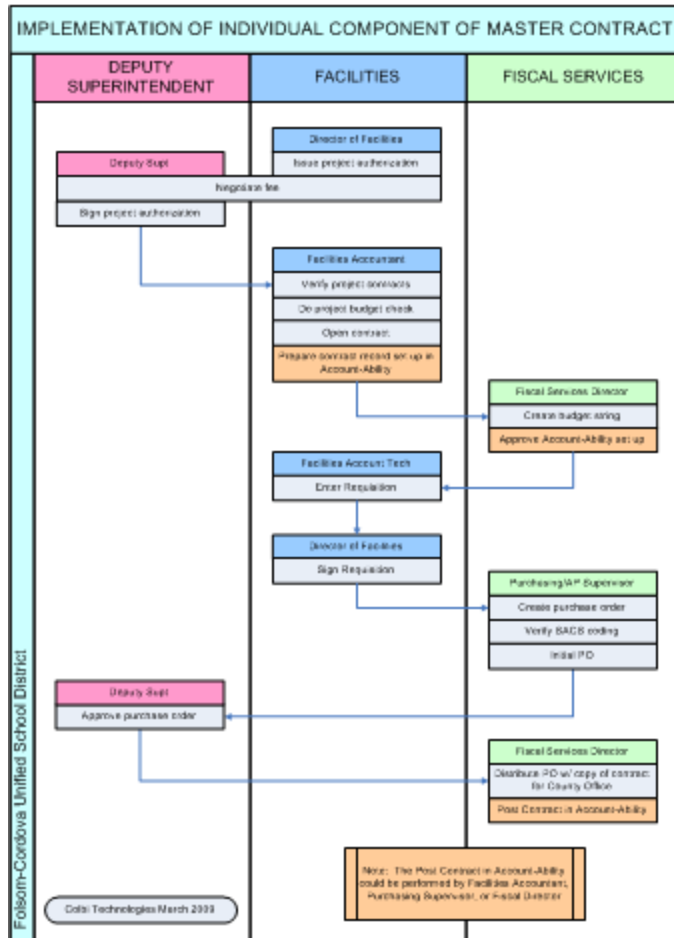 IMPLEMENTATION OF INDIVIDUAL COMPONENT OF MASTER CONTRACT
DEPUTY
SUPERINTENDENT
FACILITIES
FISCAL SERVICES
Director of Facilities
Issue project authorization
Deputy Supt
Negotiate fee
Sign project authorization
Facilities Accountant
Verify project contracts
Do project budget check
Open contract
Prepare contract record set up in
Account-Ability
Fiscal Services Director
Create budget string
Approve Account-Ability set up
Facilities Account Tech
Enter Requisition
Director of Facilities
Sign Requisition
Purchasing/AP Supervisor
Create purchase order
Verify SACS coding
Initial PO
Deputy Supt
Approve purchase order
Fiscal Services Director
Distribute PO w/ copy of contract
for County Office
Post Contract in Account-Ability
Note: The Post Contract in Account-Ability
could be performed by Facilities Accountant,
Purchasing Supervisor, or Fiscal Director
Colbi Technologies March 2009
Folsom-Cordova Unified School District